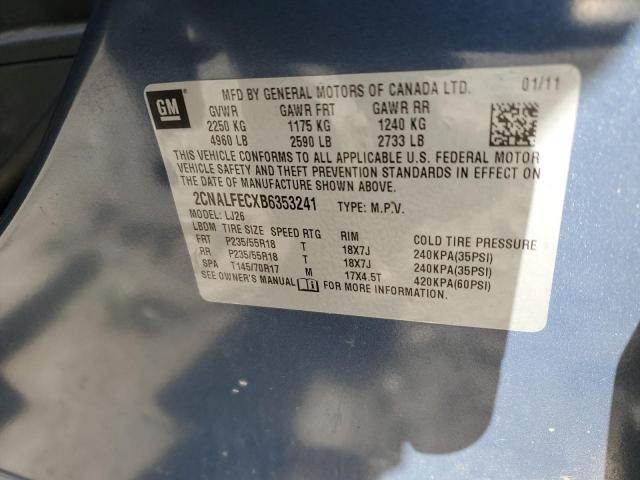 GM
MFD BY GENERAL MOTORS OF CANADA LTD. 01/11
GVWR GAWR FRT GAWR RR
2250 KG 1175 KG 1240 KG
4960 LB 2590 LB 2733 LB
THIS VEHICLE CONFORMS TO ALL APPLICABLE U.S. FEDERAL MOTOR
VEHICLE SAFETY AND THEFT PREVENTION STANDARDS IN EFFECT ON
THE DATE OF MANUFACTURE SHOWN ABOVE.
2CNALFECXB6353241 TYPE: M.P.V.
MODEL: LJ26
LBDM TIRE SIZE SPEED RTG RIM COLD TIRE PRESSURE
FRT P235/55R18 T 18X7J 240KPA(35PSI)
RR P235/55R18 T 18X7J 240KPA(35PSI)
SPA T145/70R17 M 17X4.5T 420KPA(60PSI)
SEE OWNER'S MANUAL FOR MORE INFORMATION.